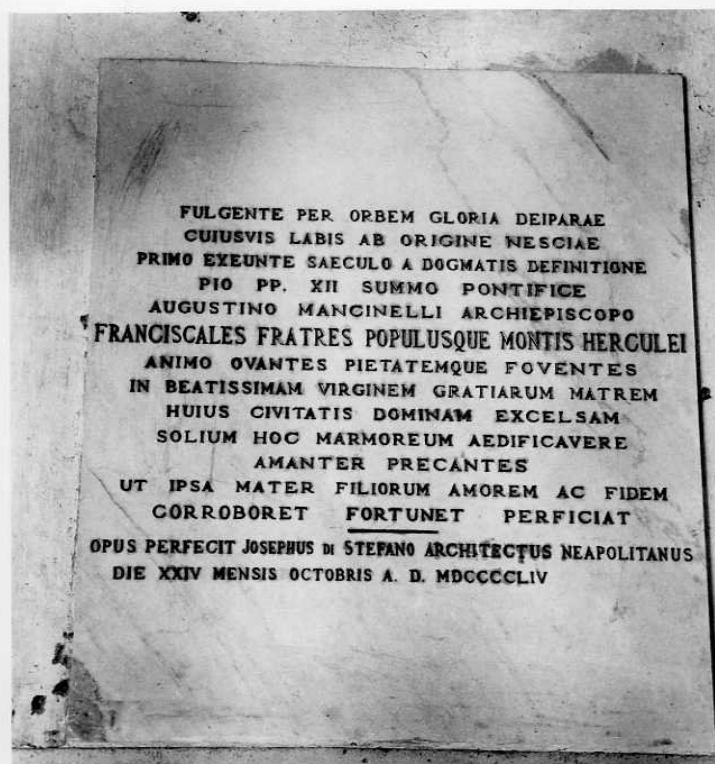 FULGENTE PER ORBEM GLORIA DEIPARAE
CUIUSVIS LABIS AB ORIGINE NESCIAE
PRIMO EXEUNTE SAECULO A DOGMATIS DEFINITIONE
PIO PP. XII SUMMO PONTIFICE
AUGUSTINO MANCINELLI ARCHIEPISCOPO
FRANCISCALES FRATRES POPULUSQUE MONTIS HERCULEI
ANIMO OVANTES PIETATEMQUE FOVENTES
IN BEATISSIMAM VIRGINEM GRATIARUM MATREM
HUIUS CIVITATIS DOMINAM EXCELSAM
SOLIUM HOC MARMOREUM AEDIFICAVERE
AMANTER PRECANTES
UT IPSA MATER FILIORUM AMOREM AC FIDEM
CORROBORET FORTUNET PERFICIAT
OPUS PERFECIT JOSEPHUS DI STEFANO ARCHITECTUS NEAPOLITANUS
DIE XXIV MENSIS OCTOBRIS A. D. MDCCCCLIV